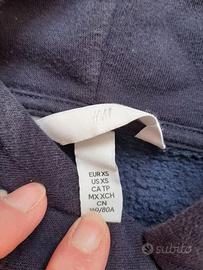 H&M
EUR XS
US XS
CA TP
MX XCH
CN
160/80A
subito